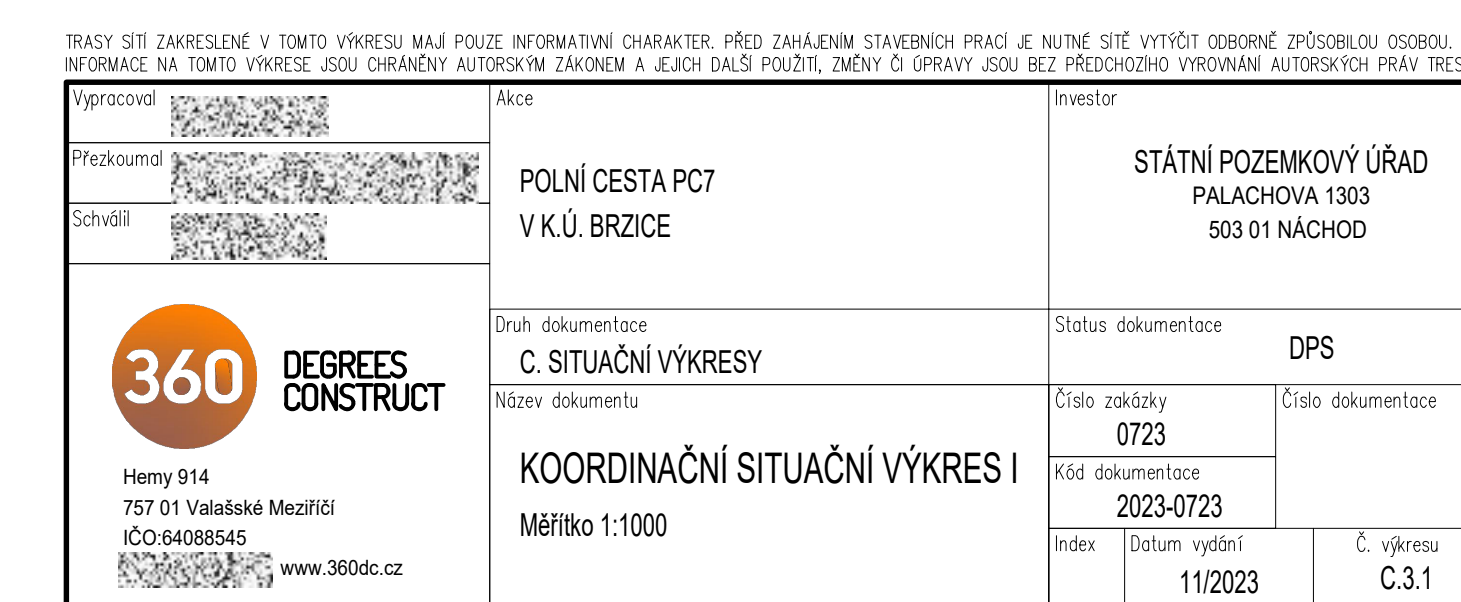 TRASY SÍTÍ ZAKRESLENÉ V TOMTO VÝKRESU MAJÍ POUZE INFORMATIVNÍ CHARAKTER. PŘED ZAHÁJENÍM STAVEBNÍCH PRACÍ JE NUTNÉ SÍTĚ VYTÝČIT ODBORNĚ ZPŮSOBILOU OSOBOU.
INFORMACE NA TOMTO VÝKRESE JSOU CHRÁNĚNY AUTORSKÝM ZÁKONEM A JEJICH DALŠÍ POUŽITÍ, ZMĚNY ČI ÚPRAVY JSOU BEZ PŘEDCHOZÍHO VYROVNÁNÍ AUTORSKÝCH PRÁV TRES
Vypracoval
Přezkoumal
Schválil
360 DEGREES
CONSTRUCT
Hemy 914
757 01 Valašské Meziříčí
IČO:64088545
www.360dc.cz
Akce
POLNÍ CESTA PC7
V K.Ú. BRZICE
Druh dokumentace
C. SITUAČNÍ VÝKRESY
Název dokumentu
KOORDINAČNÍ SITUAČNÍ VÝKRES I
Měřítko 1:1000
Investor
STÁTNÍ POZEMKOVÝ ÚŘAD
PALACHOVA 1303
503 01 NÁCHOD
Status dokumentace
DPS
Číslo zakázky
0723
Číslo dokumentace
Kód dokumentace
2023-0723
Index
Datum vydání
11/2023
Č. výkresu
C.3.1